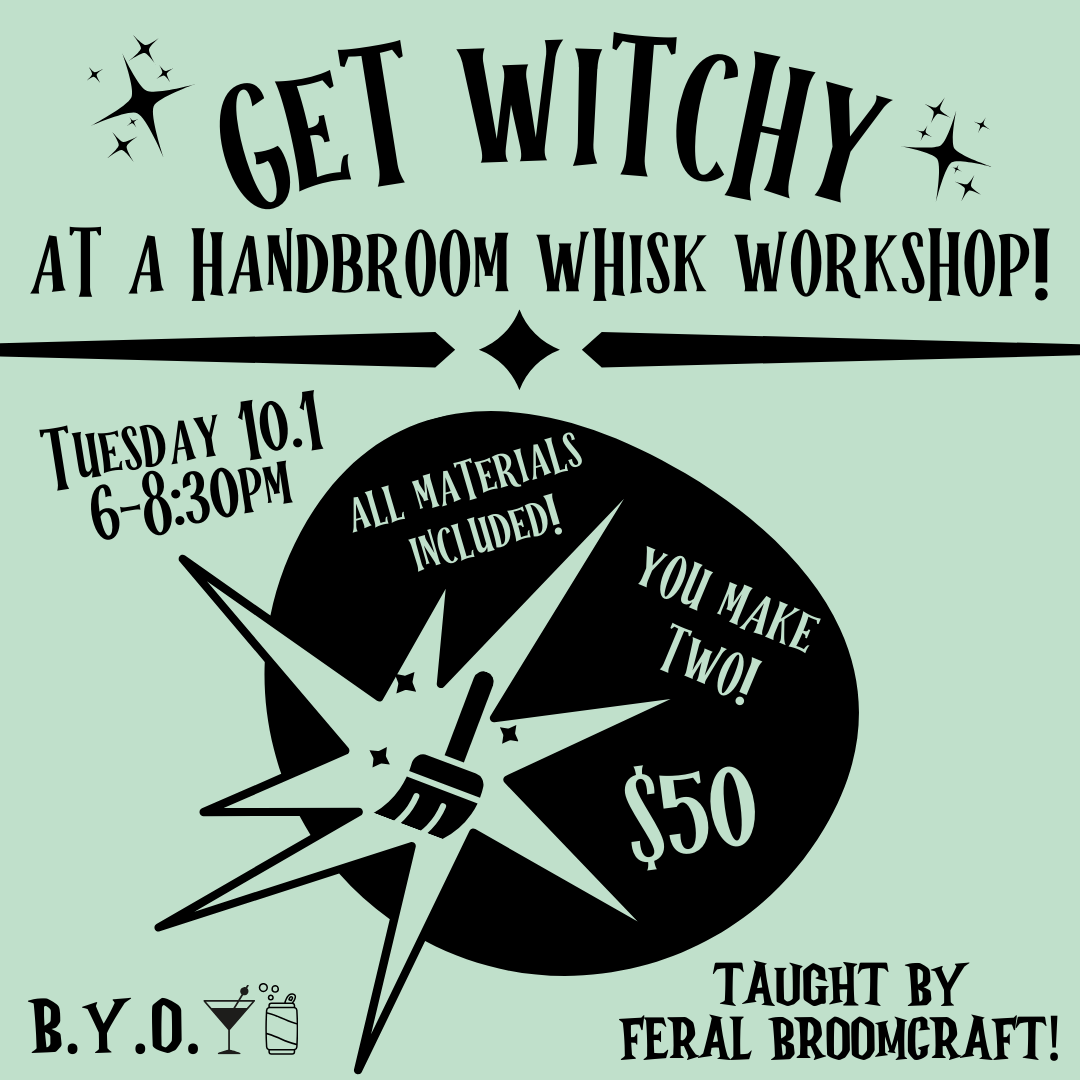 GET WITCHY
AT A HANDBROOM WHISK WORKSHOP!
TUESDAY 10.1
6-8:30PM
ALL MATERIALS
INCLUDED!
YOU MAKE
TWO!
$50
B.Y.O.
TAUGHT BY
FERAL BROOMCRAFT!